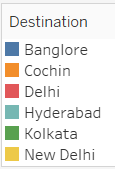 Destination
Banglore
Cochin
Delhi
Hyderabad
Kolkata
New Delhi